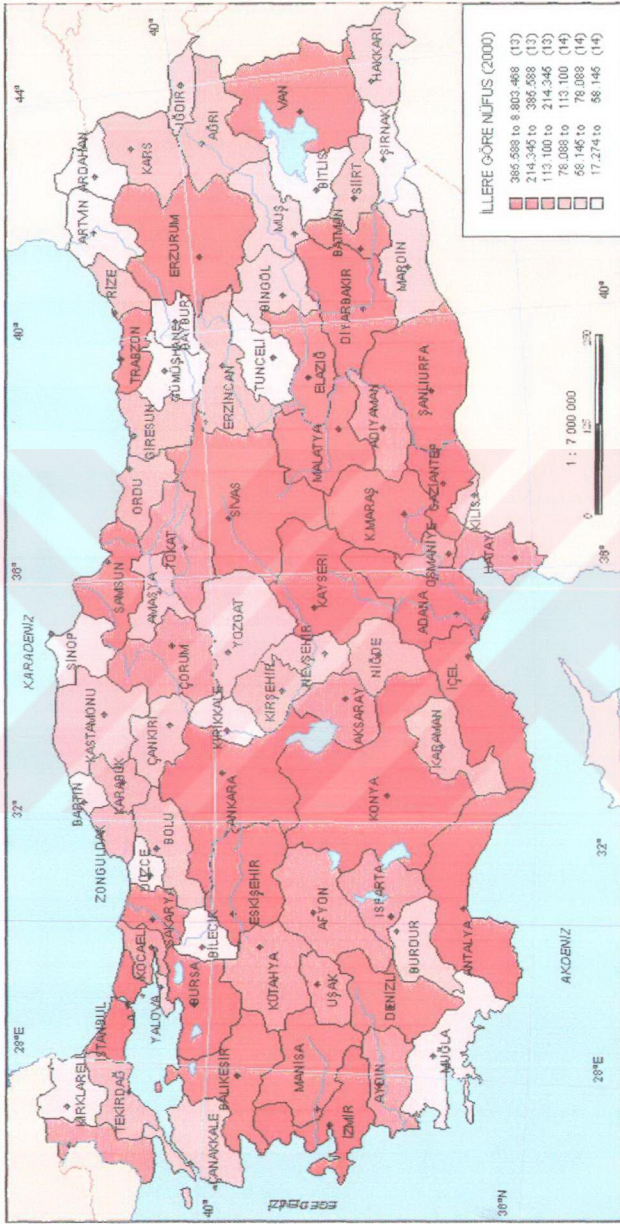 KARADENİZ
40°
44°
28°E
32°
36°
40°
KIRKLARELİ
TEKİRDAĞ
İSTANBUL
KOCAELİ
YALOVA
SAKARYA
DÜZCE
ZONGULDAK
BARTIN
KARABÜK
KASTAMONU
SİNOP
SAMSUN
ORDU
GİRESUN
TRABZON
RİZE
ARTVİN
ARDAHAN
KARS
IĞDIR
AĞRI
ERZURUM
BAYBURT
GÜMÜŞHANE
ERZİNCAN
TUNCELİ
BİNGÖL
MUŞ
BİTLİS
VAN
HAKKARİ
ŞIRNAK
SİİRT
BATMAN
MARDİN
DİYARBAKIR
ELAZIĞ
MALATYA
ADIYAMAN
ŞANLIURFA
GAZİANTEP
KİLİS
HATAY
OSMANİYE
K.MARAŞ
SİVAS
TOKAT
AMASYA
ÇORUM
ÇANKIRI
BOLU
BİLECİK
BURSA
ÇANAKKALE
BALIKESİR
KÜTAHYA
ESKİŞEHİR
ANKARA
KIRIKKALE
YOZGAT
KIRŞEHİR
NEVŞEHİR
KAYSERİ
AKSARAY
NİĞDE
ADANA
İÇEL
KARAMAN
KONYA
AFYON
UŞAK
MANİSA
İZMİR
AYDIN
DENİZLİ
ISPARTA
BURDUR
MUĞLA
ANTALYA
EGE DENİZİ
AKDENİZ
40°
38°N
28°E
32°
36°
40°
1 : 7 000 000
0 125 250
İLLERE GÖRE NÜFUS (2000)
385.588 to 8.803.468 (13)
214.345 to 385.588 (13)
113.100 to 214.345 (13)
78.088 to 113.100 (14)
58.145 to 78.088 (14)
17.274 to 58.145 (14)